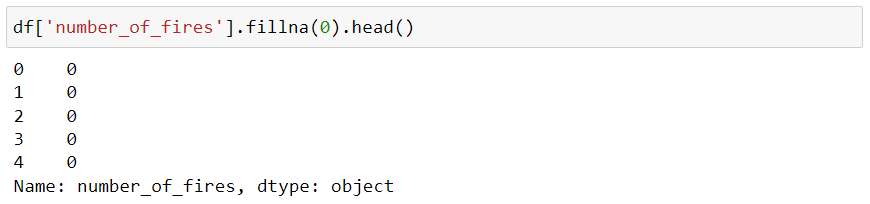 df['number_of_fires'].fillna(0).head()
0    0
1    0
2    0
3    0
4    0
Name: number_of_fires, dtype: object